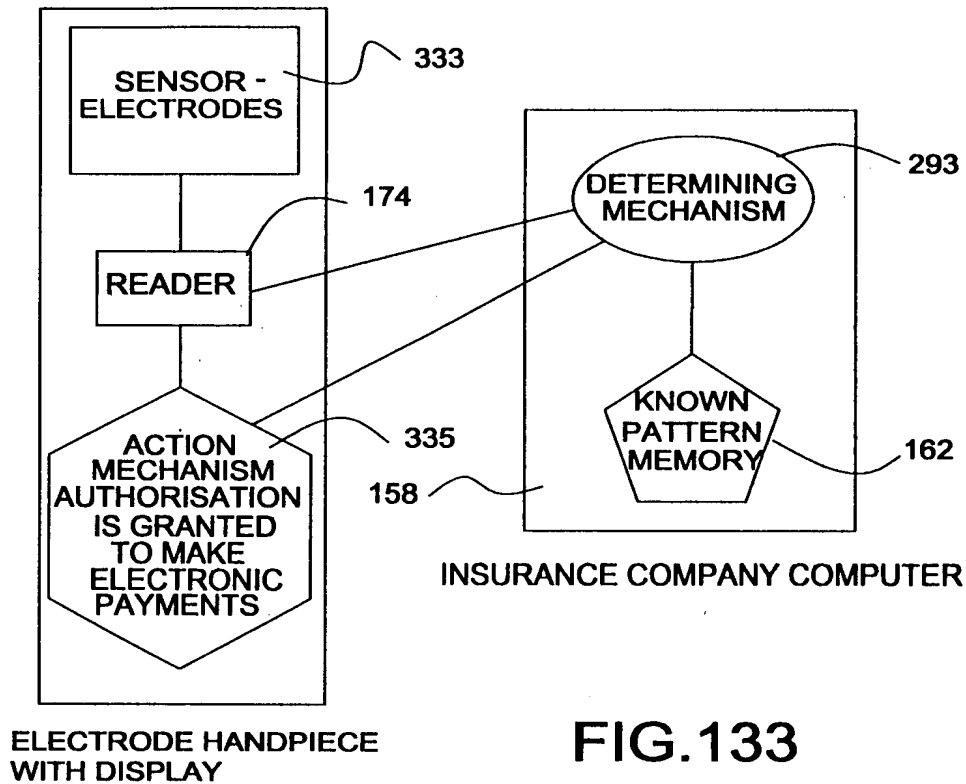 SENSOR -
ELECTRODES
333
174
READER
ACTION
MECHANISM
AUTHORISATION
IS GRANTED
TO MAKE
ELECTRONIC
PAYMENTS
335
ELECTRODE HANDPIECE
WITH DISPLAY
DETERMINING
MECHANISM
293
KNOWN
PATTERN
MEMORY
162
158
INSURANCE COMPANY COMPUTER
FIG.133